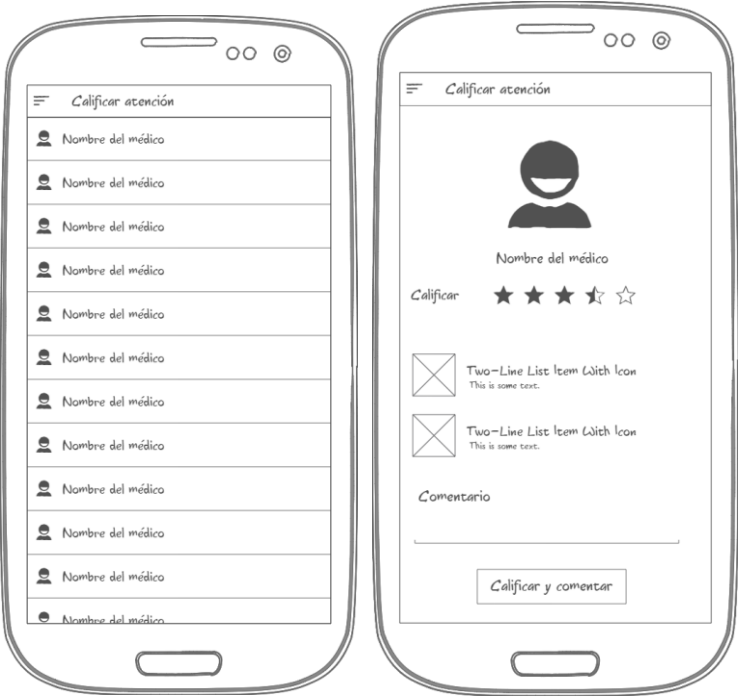 Calificar atención
Nombre del médico
Nombre del médico
Nombre del médico
Nombre del médico
Nombre del médico
Nombre del médico
Nombre del médico
Nombre del médico
Nombre del médico
Nombre del médico
Nombre del médico
Nombre del médico
Calificar atención
Nombre del médico
Calificar
Two-Line List Item With Icon
This is some text.
Two-Line List Item With Icon
This is some text.
Comentario
Calificar y comentar